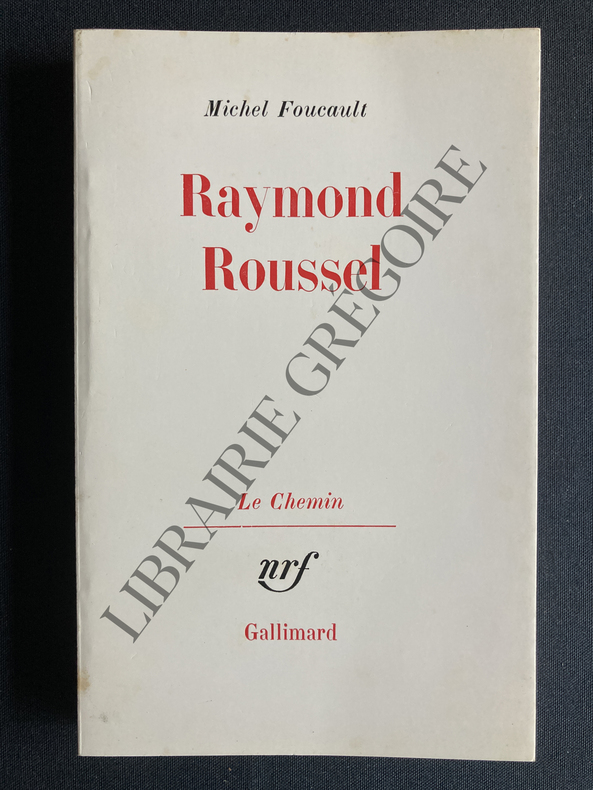 Michel Foucault
Raymond
Roussel
LIBRAIRIE GRÉGOIRE
Le Chemin
nrf
Gallimard